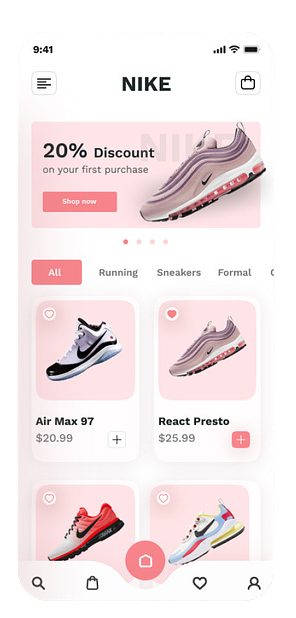 9:41
NIKE
NIKE
20% Discount
on your first purchase
Shop now
All Running Sneakers Formal
Air Max 97 React Presto
$20.99 $25.99